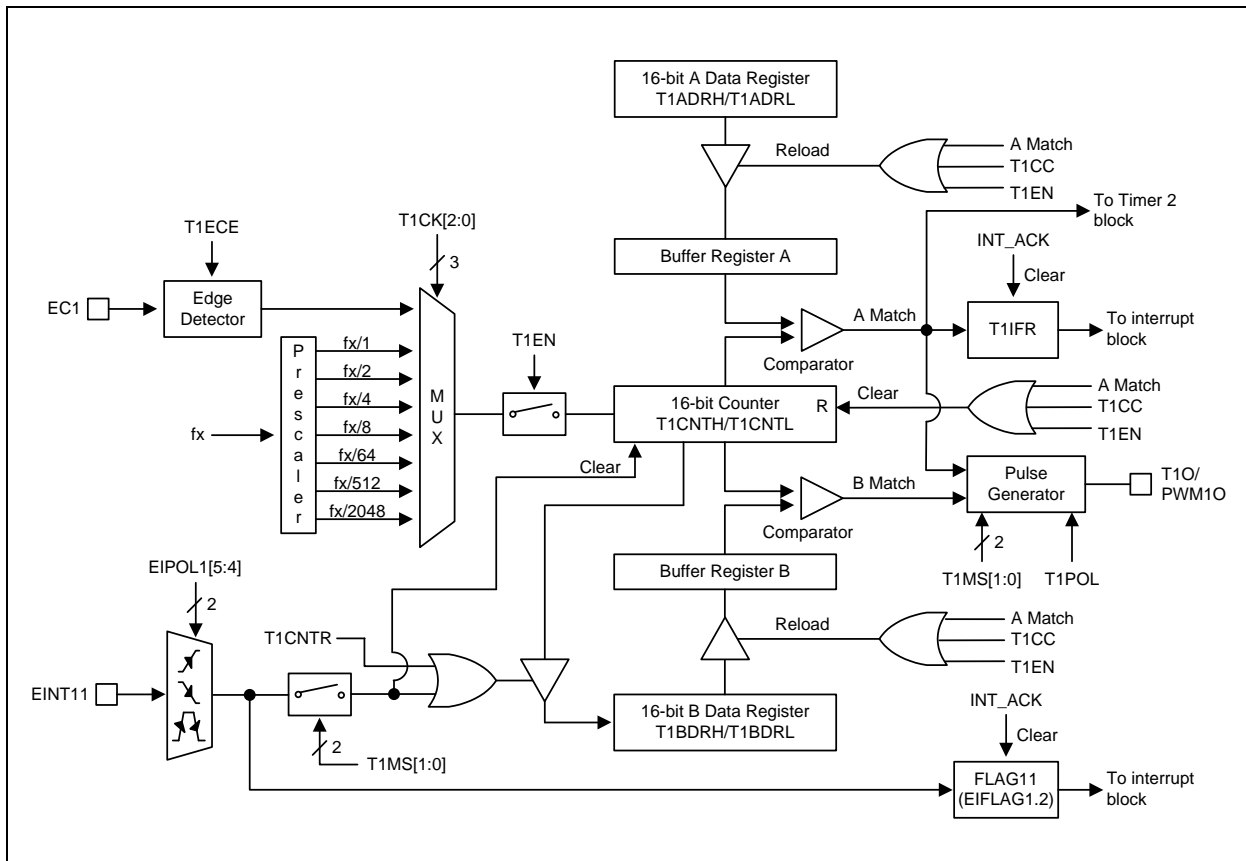 16-bit A Data Register
T1ADRH/T1ADRL
Reload
A Match
T1CC
T1EN
To Timer 2
block
T1ECE
T1CK[2:0]
3
INT_ACK
Clear
Buffer Register A
EC1
Edge
Detector
A Match
T1IFR
To interrupt
block
Comparator
Prescaler
fx/1
fx/2
fx/4
fx/8
fx/64
fx/512
fx/2048
fx
MUX
T1EN
16-bit Counter
T1CNTH/T1CNTL
R
Clear
A Match
T1CC
T1EN
Clear
B Match
Comparator
Pulse
Generator
T1O/
PWM1O
2
T1MS[1:0]
T1POL
Buffer Register B
EIPOL1[5:4]
2
T1CNTR
Reload
A Match
T1CC
T1EN
EINT11
2
T1MS[1:0]
16-bit B Data Register
T1BDRH/T1BDRL
INT_ACK
Clear
FLAG11
(EIFLAG1.2)
To interrupt
block